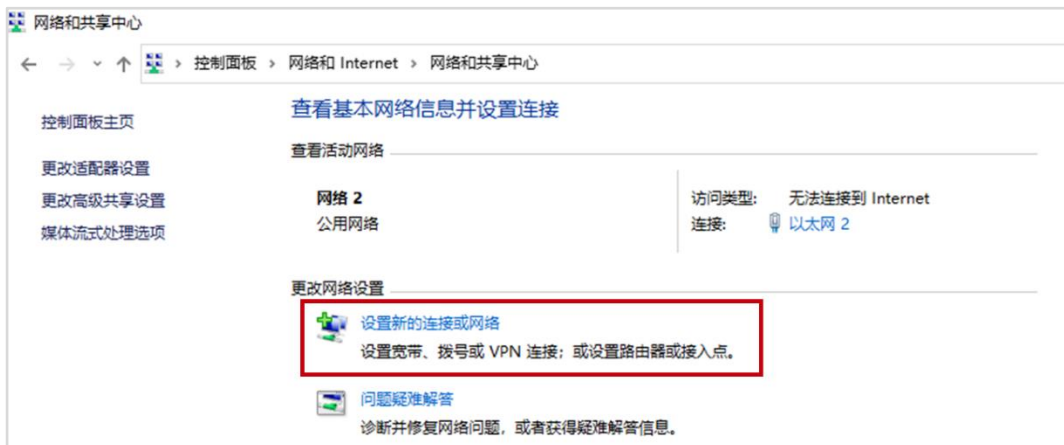 网络和共享中心
控制面板 › 网络和 Internet › 网络和共享中心
控制面板主页
更改适配器设置
更改高级共享设置
媒体流式处理选项
查看基本网络信息并设置连接
查看活动网络
网络 2
公用网络
访问类型: 无法连接到 Internet
连接: 以太网 2
更改网络设置
设置新的连接或网络
设置宽带、拨号或 VPN 连接；或设置路由器或接入点。
问题疑难解答
诊断并修复网络问题，或者获得疑难解答信息。